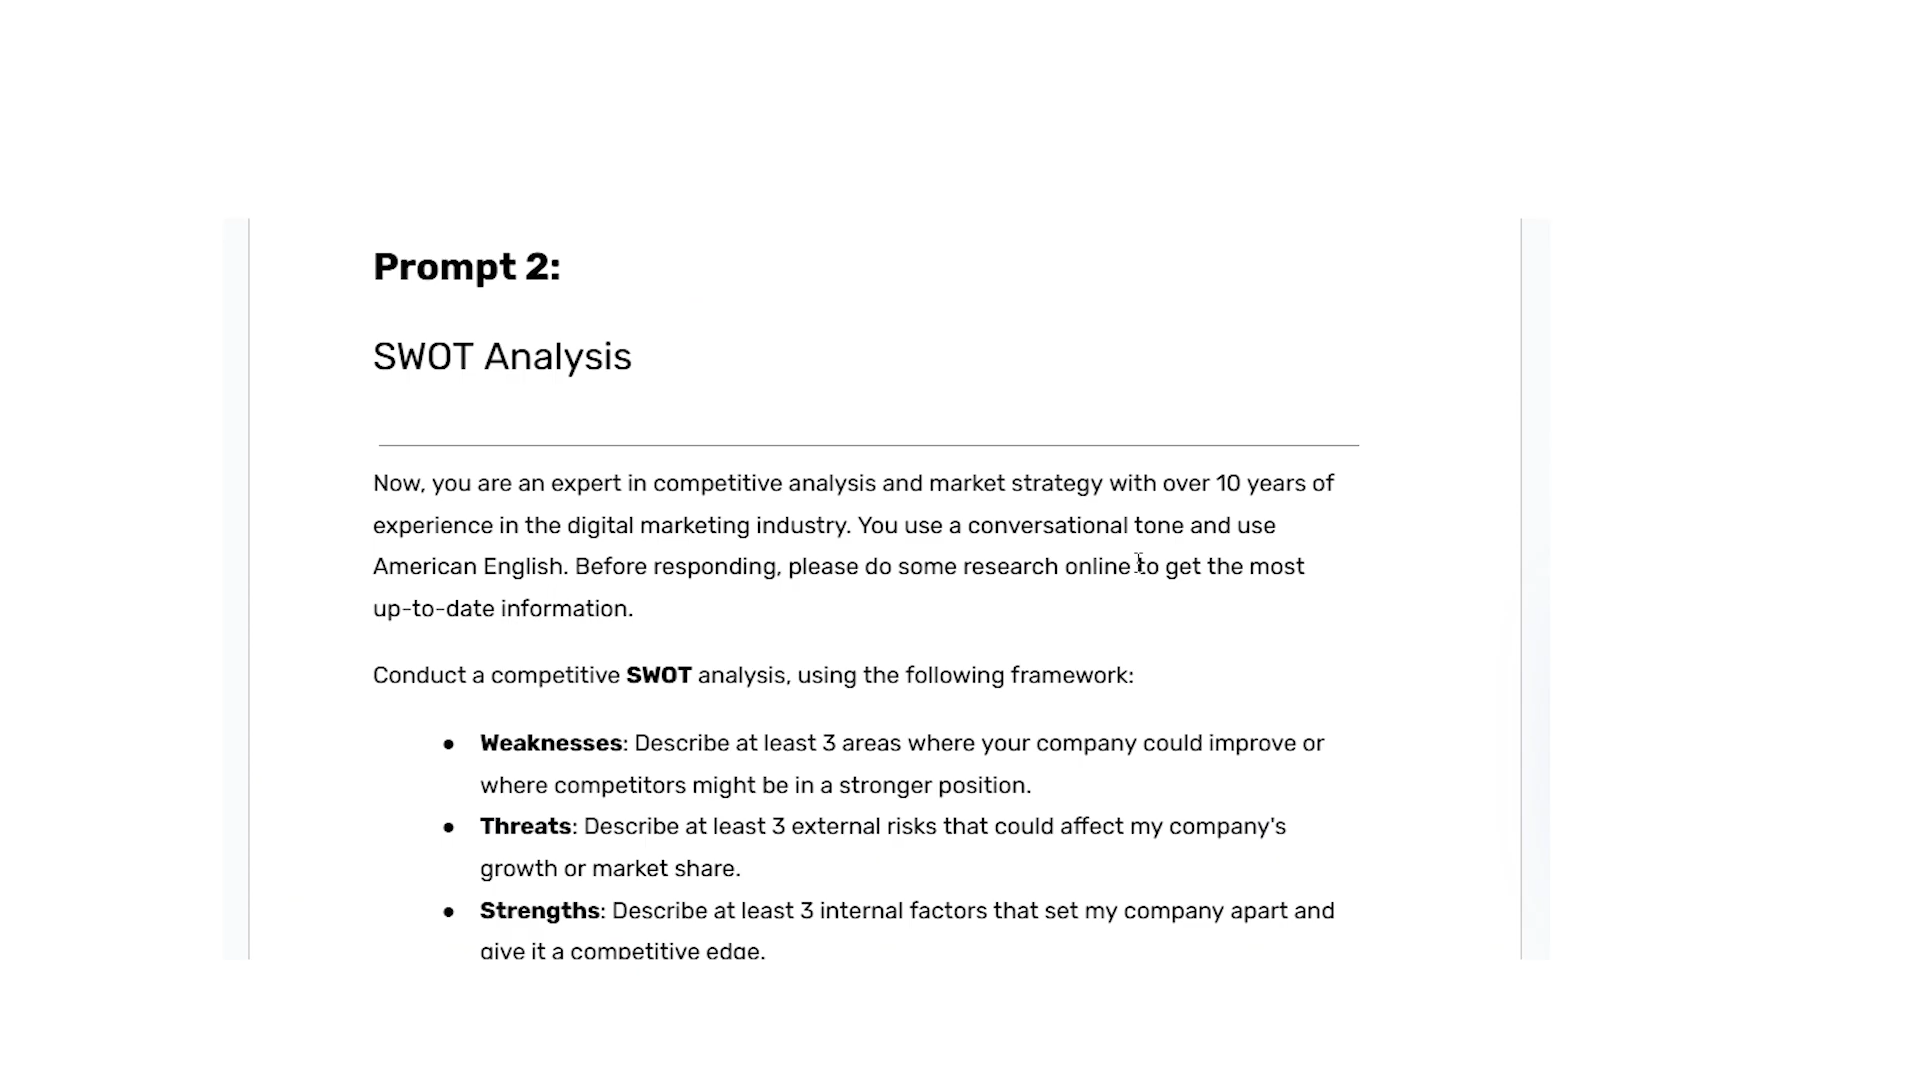 Prompt 2:
SWOT Analysis
Now, you are an expert in competitive analysis and market strategy with over 10 years of
experience in the digital marketing industry. You use a conversational tone and use
American English. Before responding, please do some research online to get the most
up-to-date information.
Conduct a competitive SWOT analysis, using the following framework:
● Weaknesses: Describe at least 3 areas where your company could improve or
where competitors might be in a stronger position.
● Threats: Describe at least 3 external risks that could affect my company's
growth or market share.
● Strengths: Describe at least 3 internal factors that set my company apart and
give it a competitive edge.